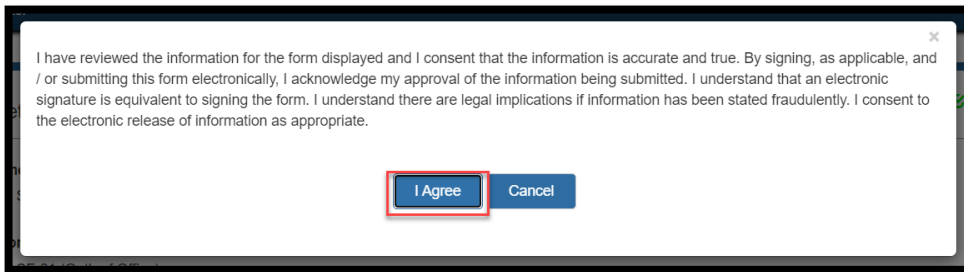 ×
I have reviewed the information for the form displayed and I consent that the information is accurate and true. By signing, as applicable, and
/ or submitting this form electronically, I acknowledge my approval of the information being submitted. I understand that an electronic
signature is equivalent to signing the form. I understand there are legal implications if information has been stated fraudulently. I consent to
the electronic release of information as appropriate.
I Agree Cancel